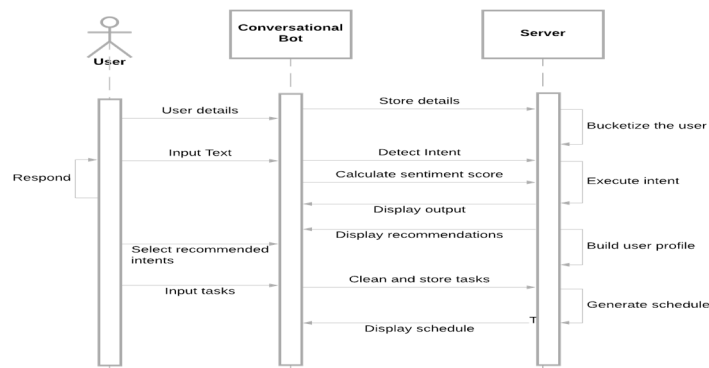 Conversational
Bot
Server
User
User details
Store details
Bucketize the user
Input Text
Detect Intent
Respond
Calculate sentiment score
Execute intent
Display output
Display recommendations
Select recommended
intents
Build user profile
Clean and store tasks
Input tasks
Generate schedule
T
Display schedule